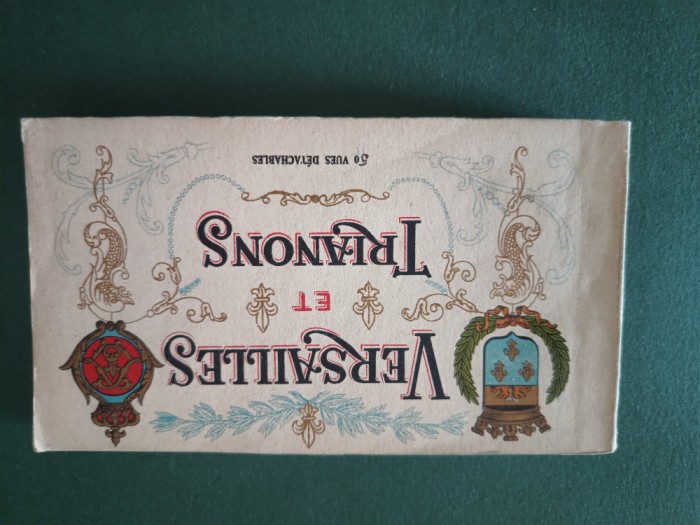 VERSAILLES
ET
TRIANONS
50 VUES DÉTACHABLES